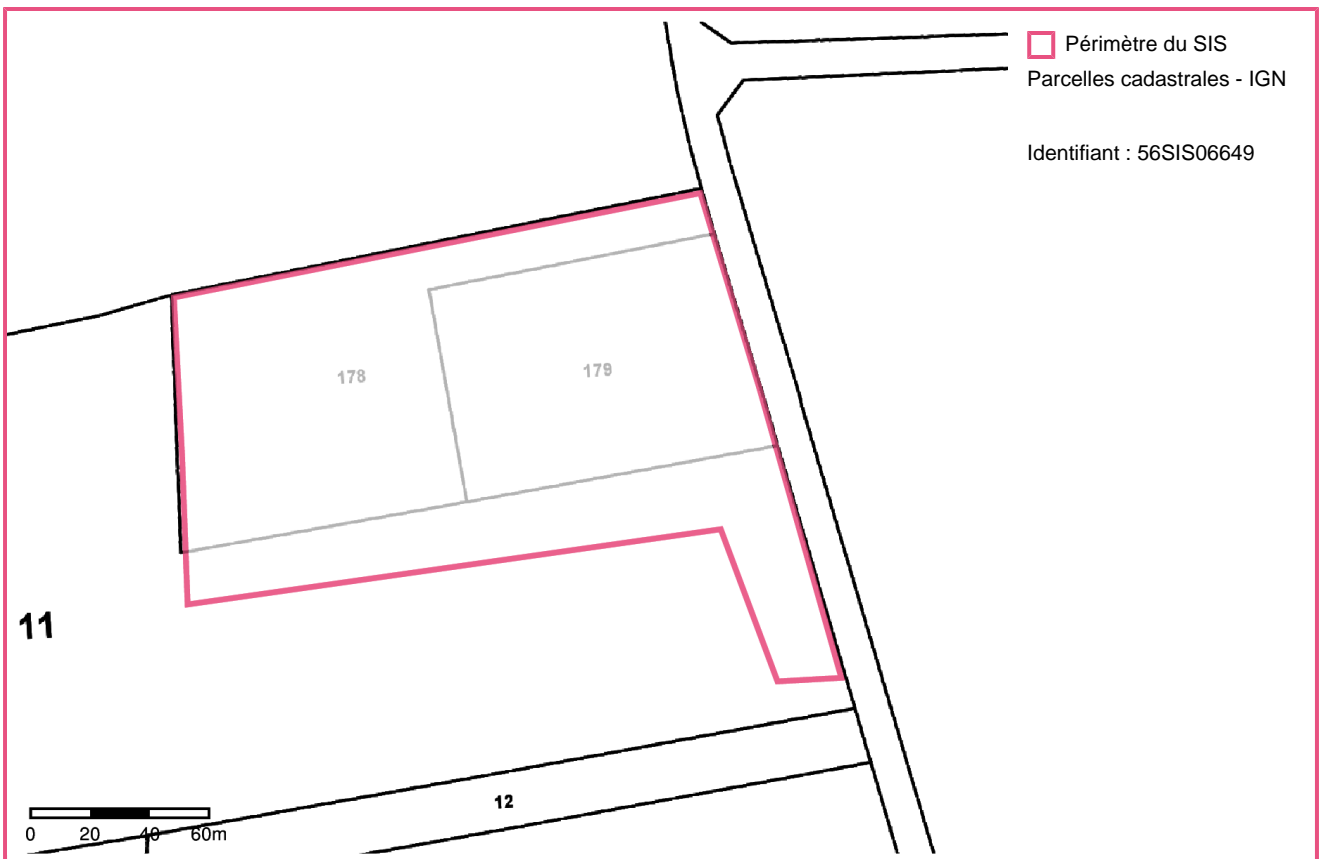 Périmètre du SIS
Parcelles cadastrales - IGN
Identifiant : 56SIS06649
178
179
11
12
0 20 40 60m